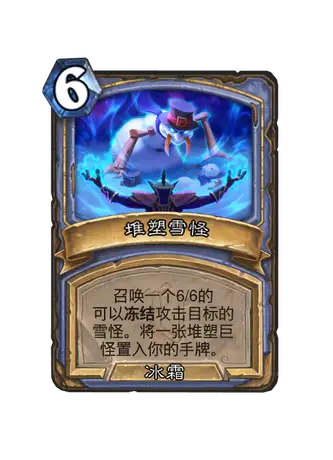 6
堆塑雪怪
召唤一个6/6的
可以冻结攻击目标的
雪怪。将一张堆塑巨
怪置入你的手牌。
冰霜